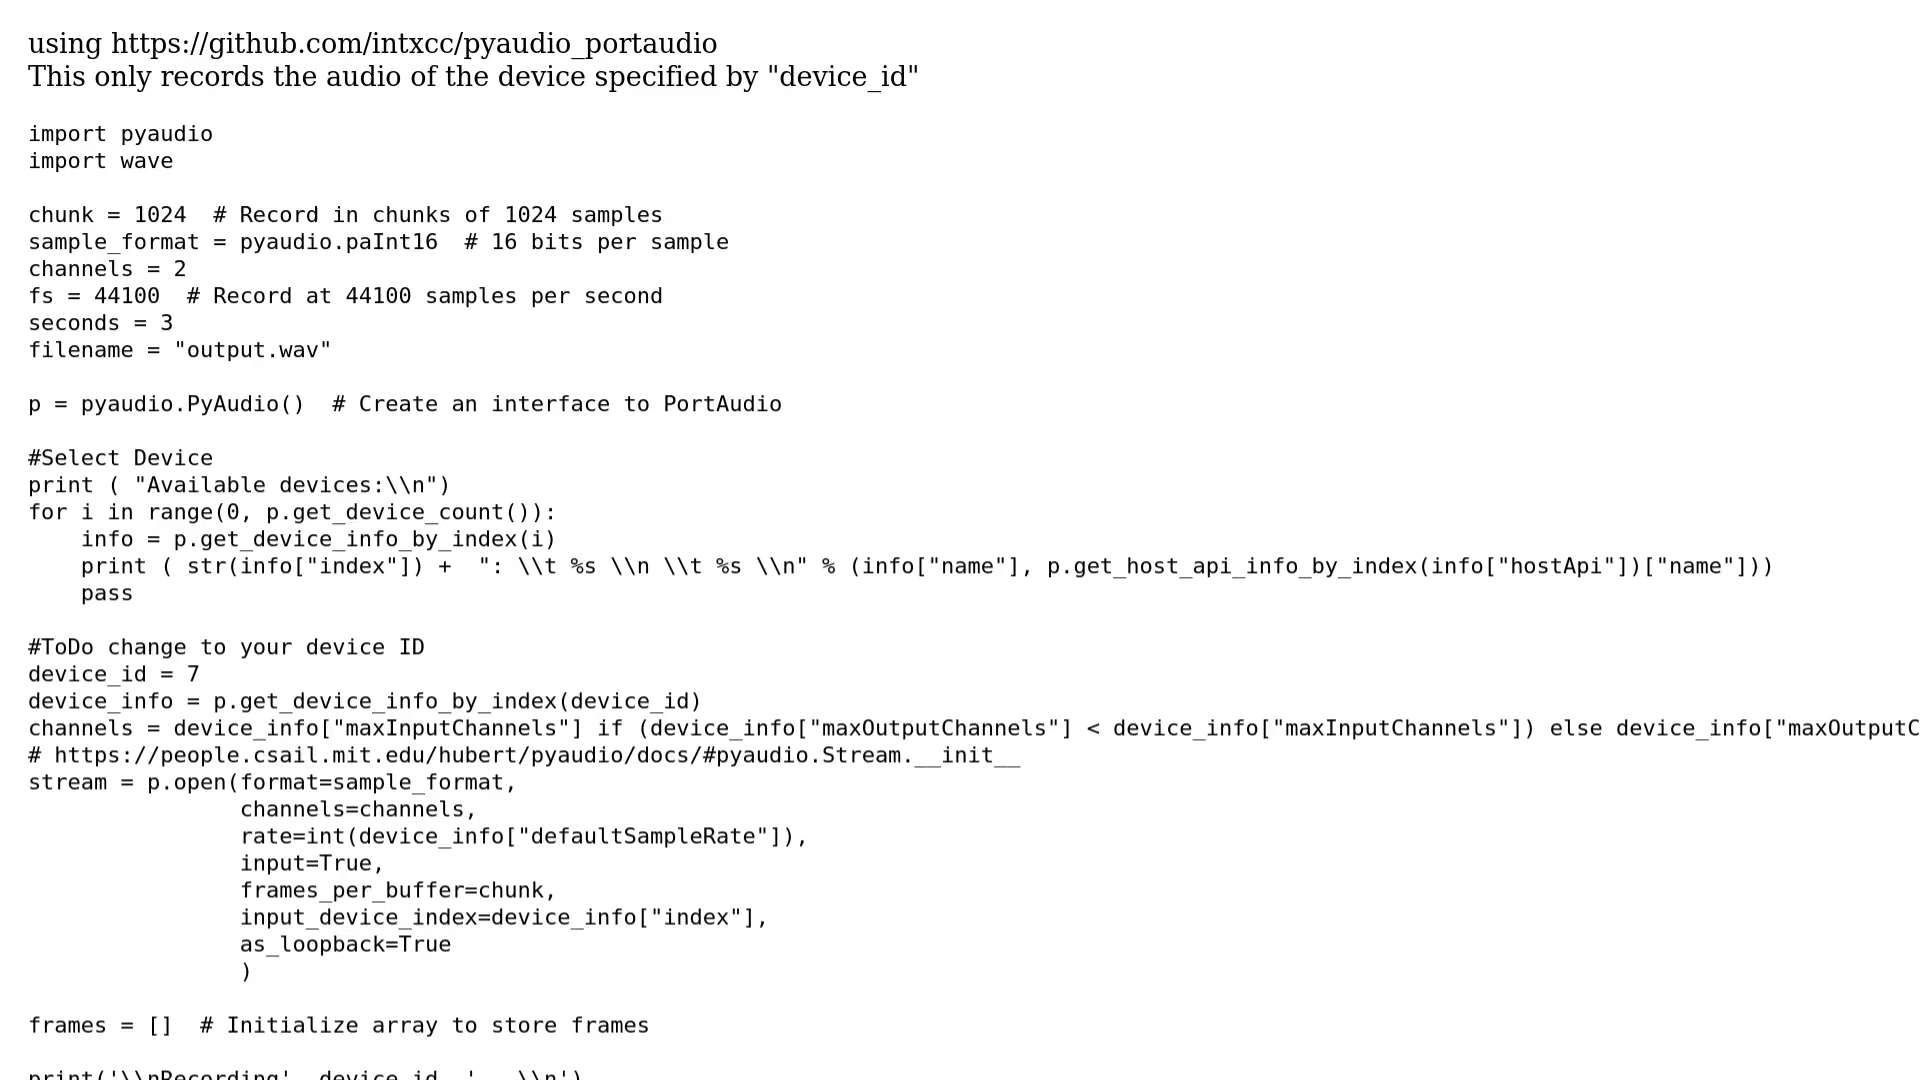 using https://github.com/intxcc/pyaudio_portaudio
This only records the audio of the device specified by "device_id"
import pyaudio
import wave
chunk = 1024  # Record in chunks of 1024 samples
sample_format = pyaudio.paInt16  # 16 bits per sample
channels = 2
fs = 44100  # Record at 44100 samples per second
seconds = 3
filename = "output.wav"
p = pyaudio.PyAudio()  # Create an interface to PortAudio
#Select Device
print ( "Available devices:\\n")
for i in range(0, p.get_device_count()):
    info = p.get_device_info_by_index(i)
    print ( str(info["index"]) +  ": \\t %s \\n \\t %s \\n" % (info["name"], p.get_host_api_info_by_index(info["hostApi"])["name"]))
    pass
#ToDo change to your device ID
device_id = 7
device_info = p.get_device_info_by_index(device_id)
channels = device_info["maxInputChannels"] if (device_info["maxOutputChannels"] < device_info["maxInputChannels"]) else device_info["maxOutputC
# https://people.csail.mit.edu/hubert/pyaudio/docs/#pyaudio.Stream.__init__
stream = p.open(format=sample_format,
                channels=channels,
                rate=int(device_info["defaultSampleRate"]),
                input=True,
                frames_per_buffer=chunk,
                input_device_index=device_info["index"],
                as_loopback=True
                )
frames = []  # Initialize array to store frames
print('\\nRecording', device_id, '...\\n')